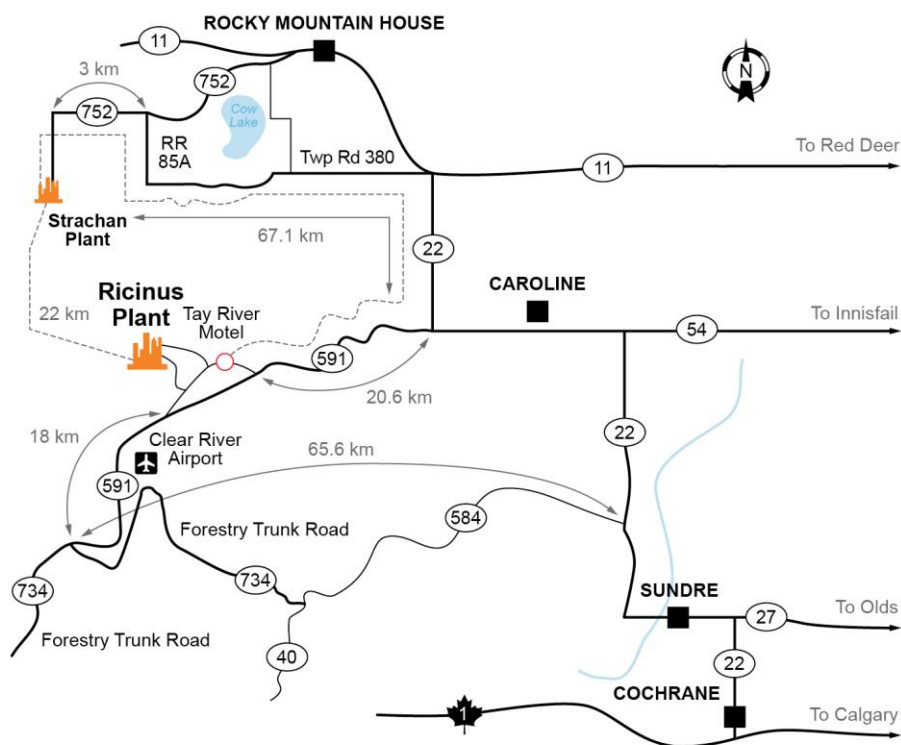 ROCKY MOUNTAIN HOUSE
11
N
3 km
752
752
Cow
Lake
RR
85A
Twp Rd 380
To Red Deer
11
Strachan
Plant
67.1 km
22
CAROLINE
Ricinus
Plant
22 km
Tay River
Motel
To Innisfail
54
591
20.6 km
18 km
Clear River
Airport
65.6 km
22
591
584
Forestry Trunk Road
734
734
SUNDRE
To Olds
27
Forestry Trunk Road
40
22
COCHRANE
1
To Calgary